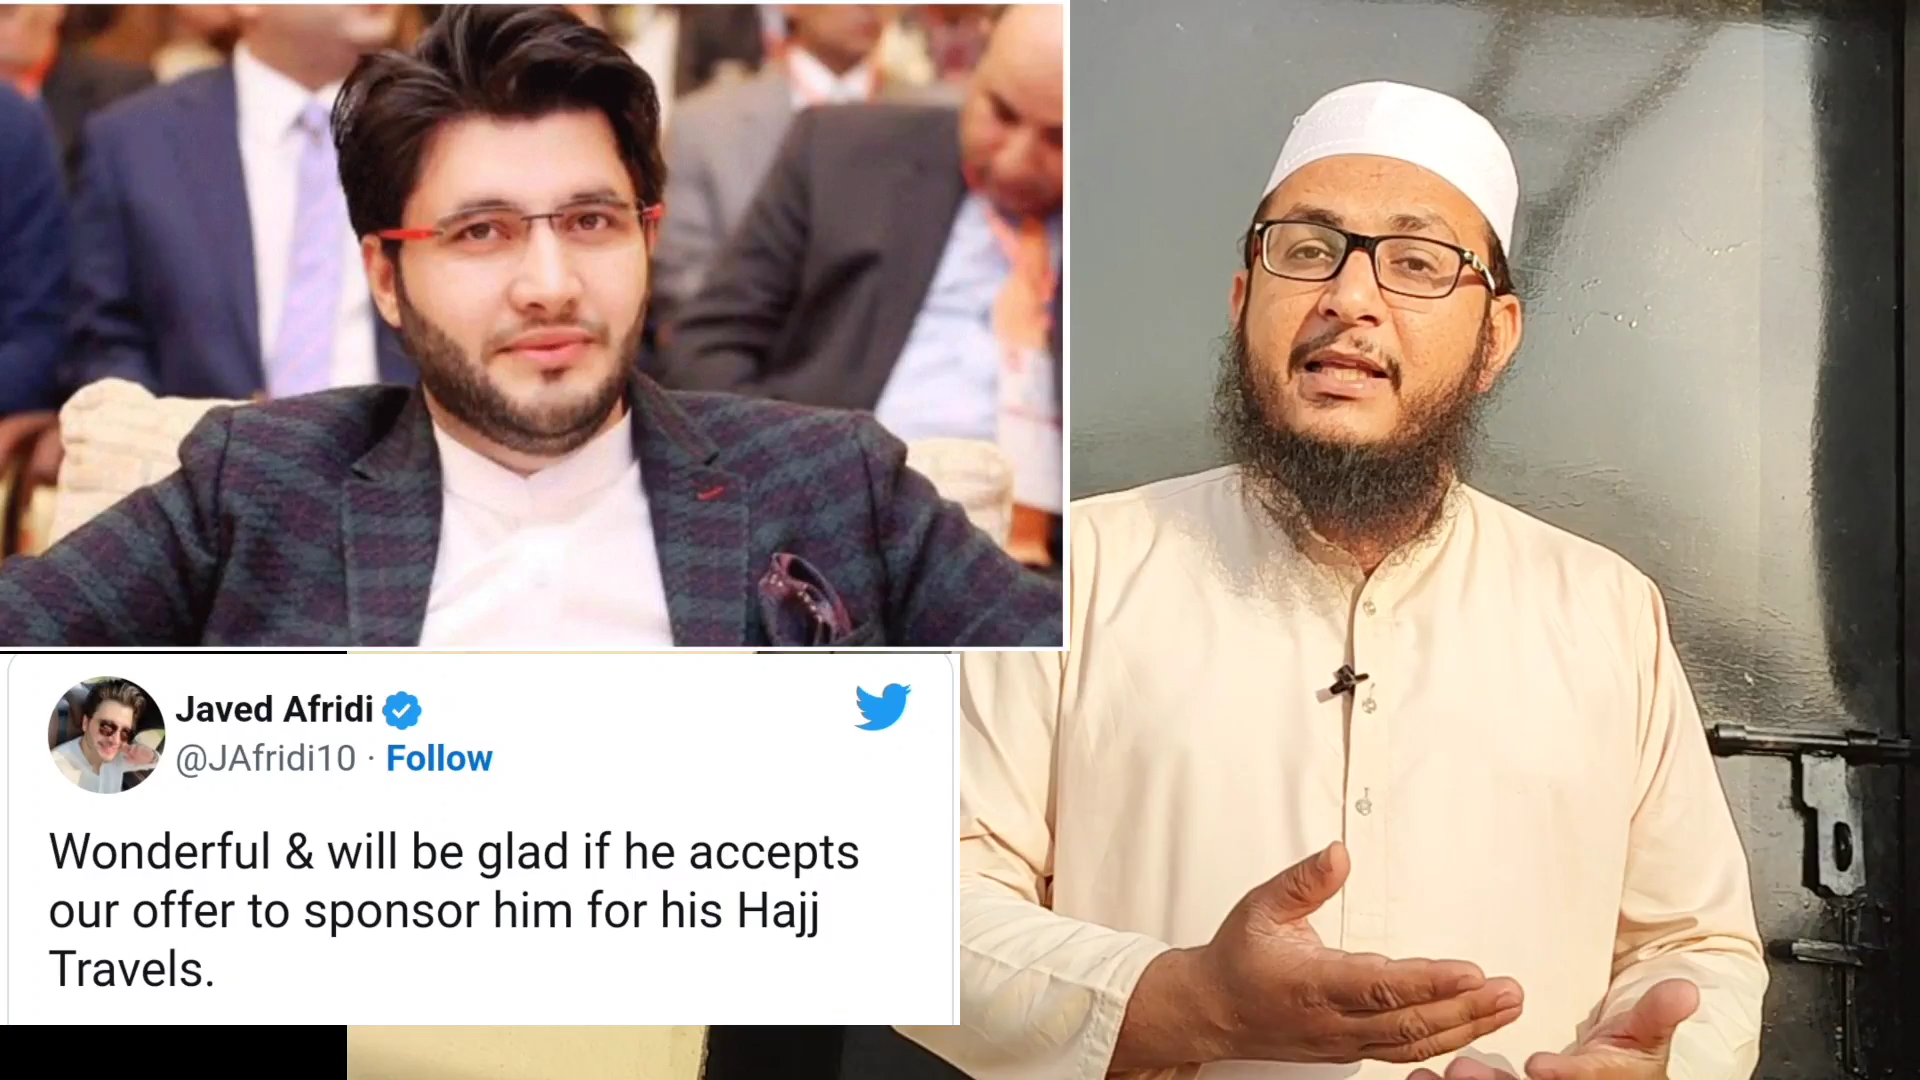 Javed Afridi
@JAfridi10 · Follow
Wonderful & will be glad if he accepts
our offer to sponsor him for his Hajj
Travels.